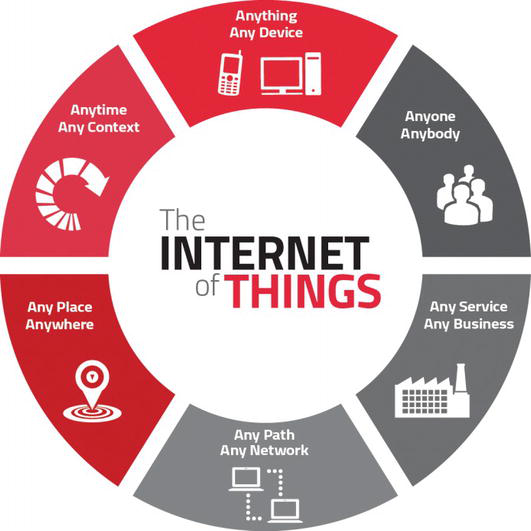 Anything
Any Device
Anyone
Anybody
Any Service
Any Business
Any Path
Any Network
Any Place
Anywhere
Anytime
Any Context
The
INTERNET
of THINGS